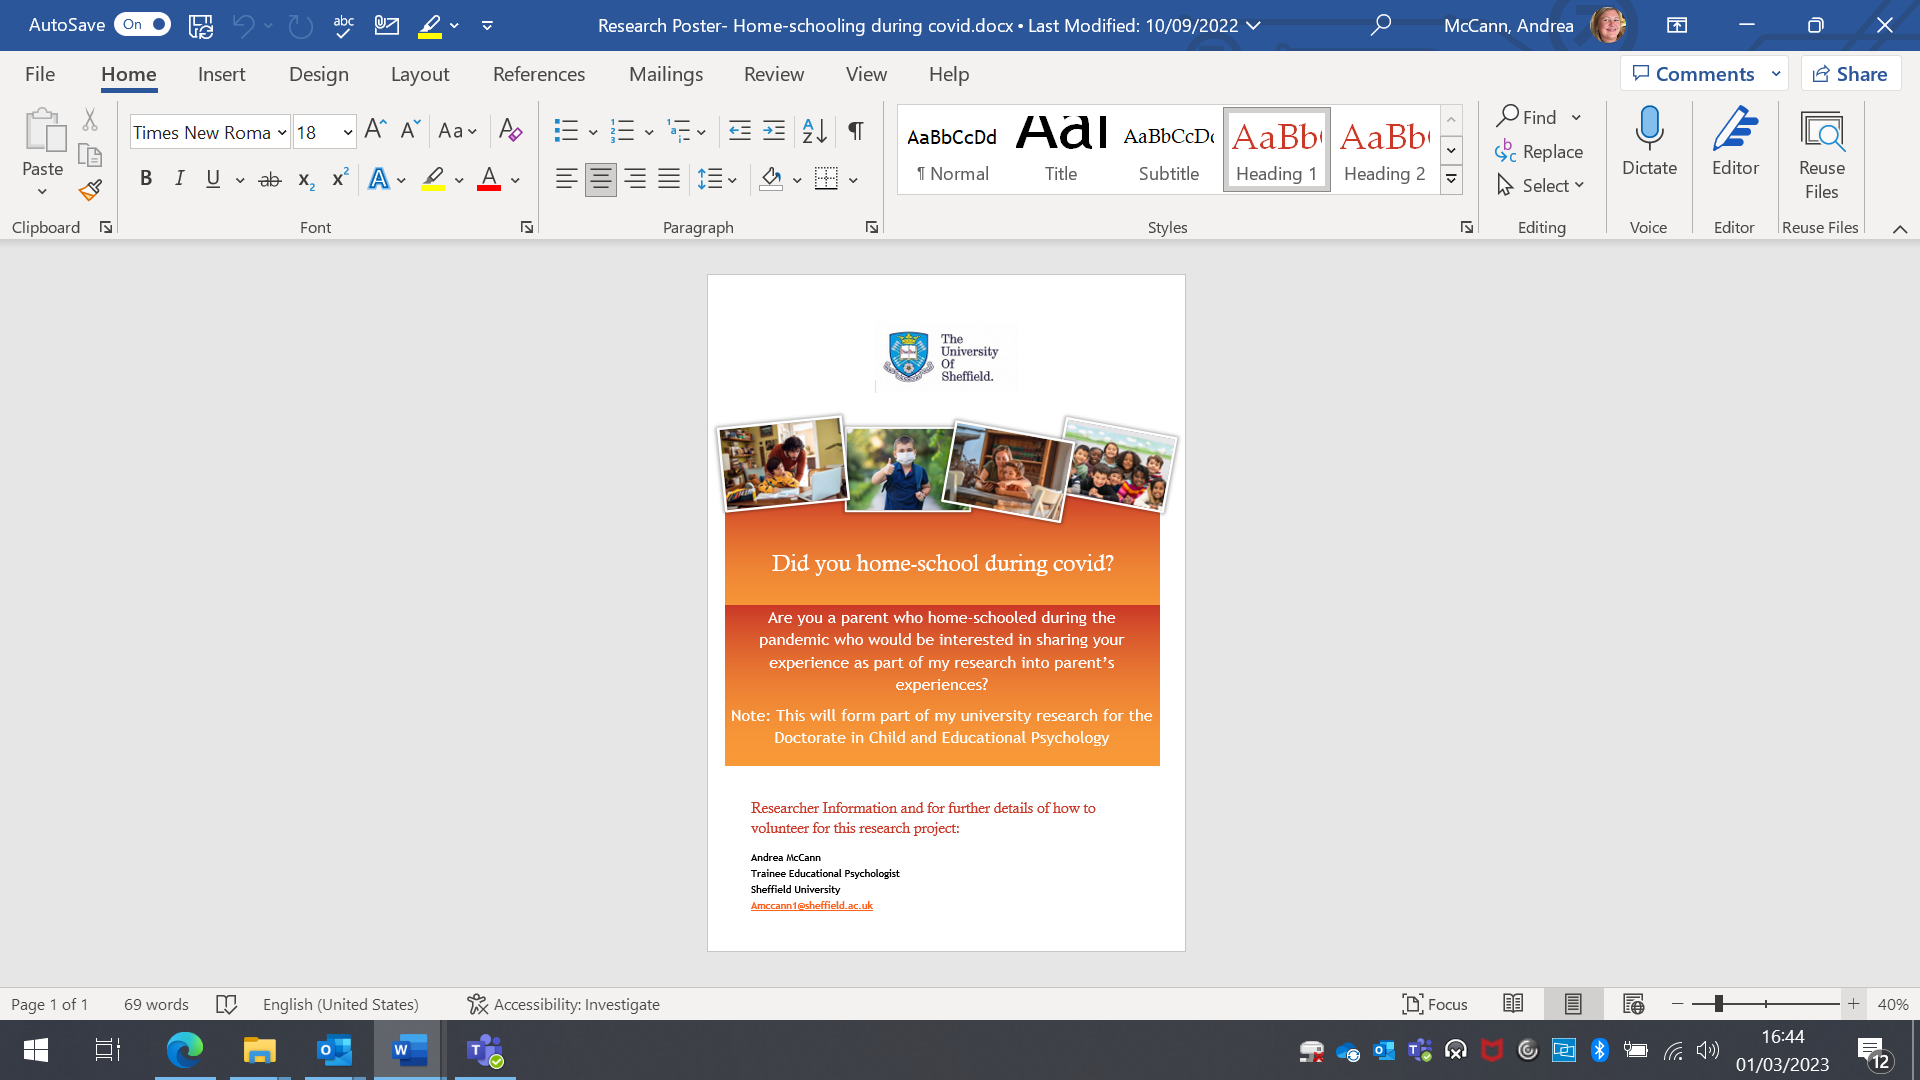 AutoSave On
Research Poster- Home-schooling during covid.docx • Last Modified: 10/09/2022
McCann, Andrea
File Home Insert Design Layout References Mailings Review View Help
Comments Share
Paste
Clipboard
Times New Roma 18
Font
Paragraph
AaBbCcDd AaI AaBbCcDc AaBb( AaBb(
¶ Normal Title Subtitle Heading 1 Heading 2
Styles
Find
Replace
Select
Editing
Dictate
Voice
Editor
Editor
Reuse
Files
Reuse Files
The
University
Of
Sheffield.
Did you home-school during covid?
Are you a parent who home-schooled during the
pandemic who would be interested in sharing your
experience as part of my research into parent’s
experiences?
Note: This will form part of my university research for the
Doctorate in Child and Educational Psychology
Researcher Information and for further details of how to
volunteer for this research project:
Andrea McCann
Trainee Educational Psychologist
Sheffield University
Amccann1@sheffield.ac.uk
Page 1 of 1 69 words English (United States) Accessibility: Investigate
Focus 40%
16:44
01/03/2023
12